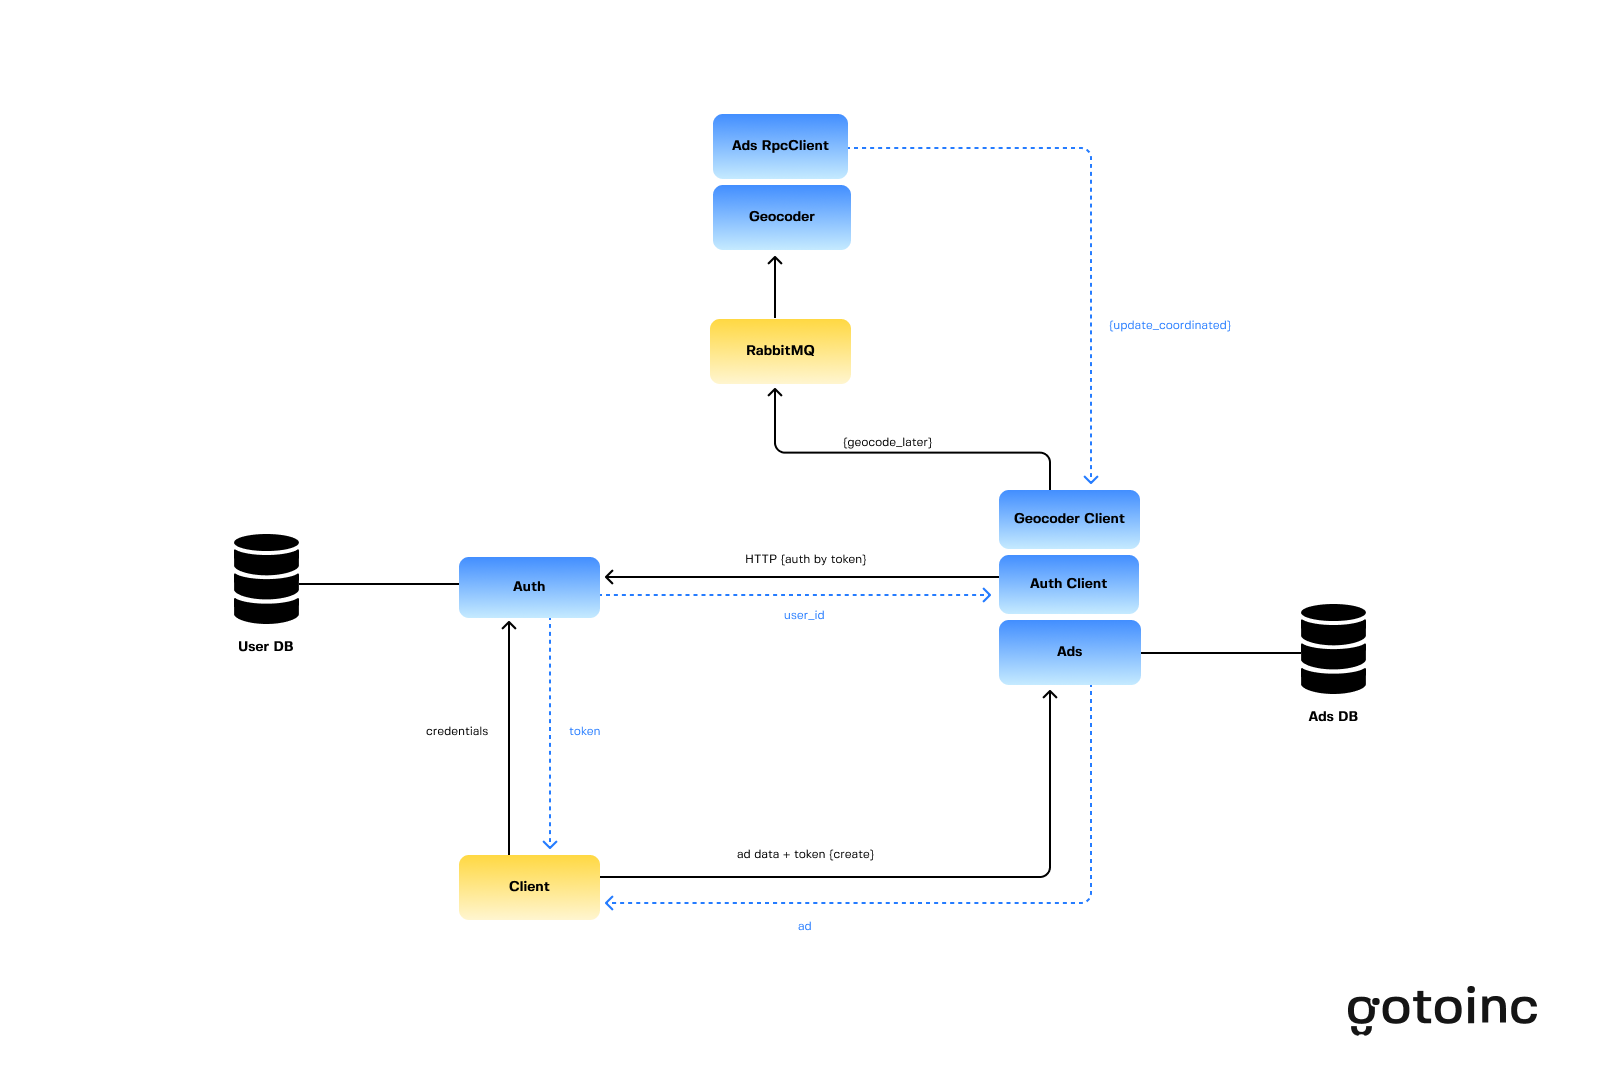 Ads RpcClient
Geocoder
{update_coordinated}
RabbitMQ
{geocode_later}
Geocoder Client
HTTP {auth by token}
Auth
Auth Client
user_id
User DB
Ads
Ads DB
credentials
token
ad data + token {create}
Client
ad
gotoinc